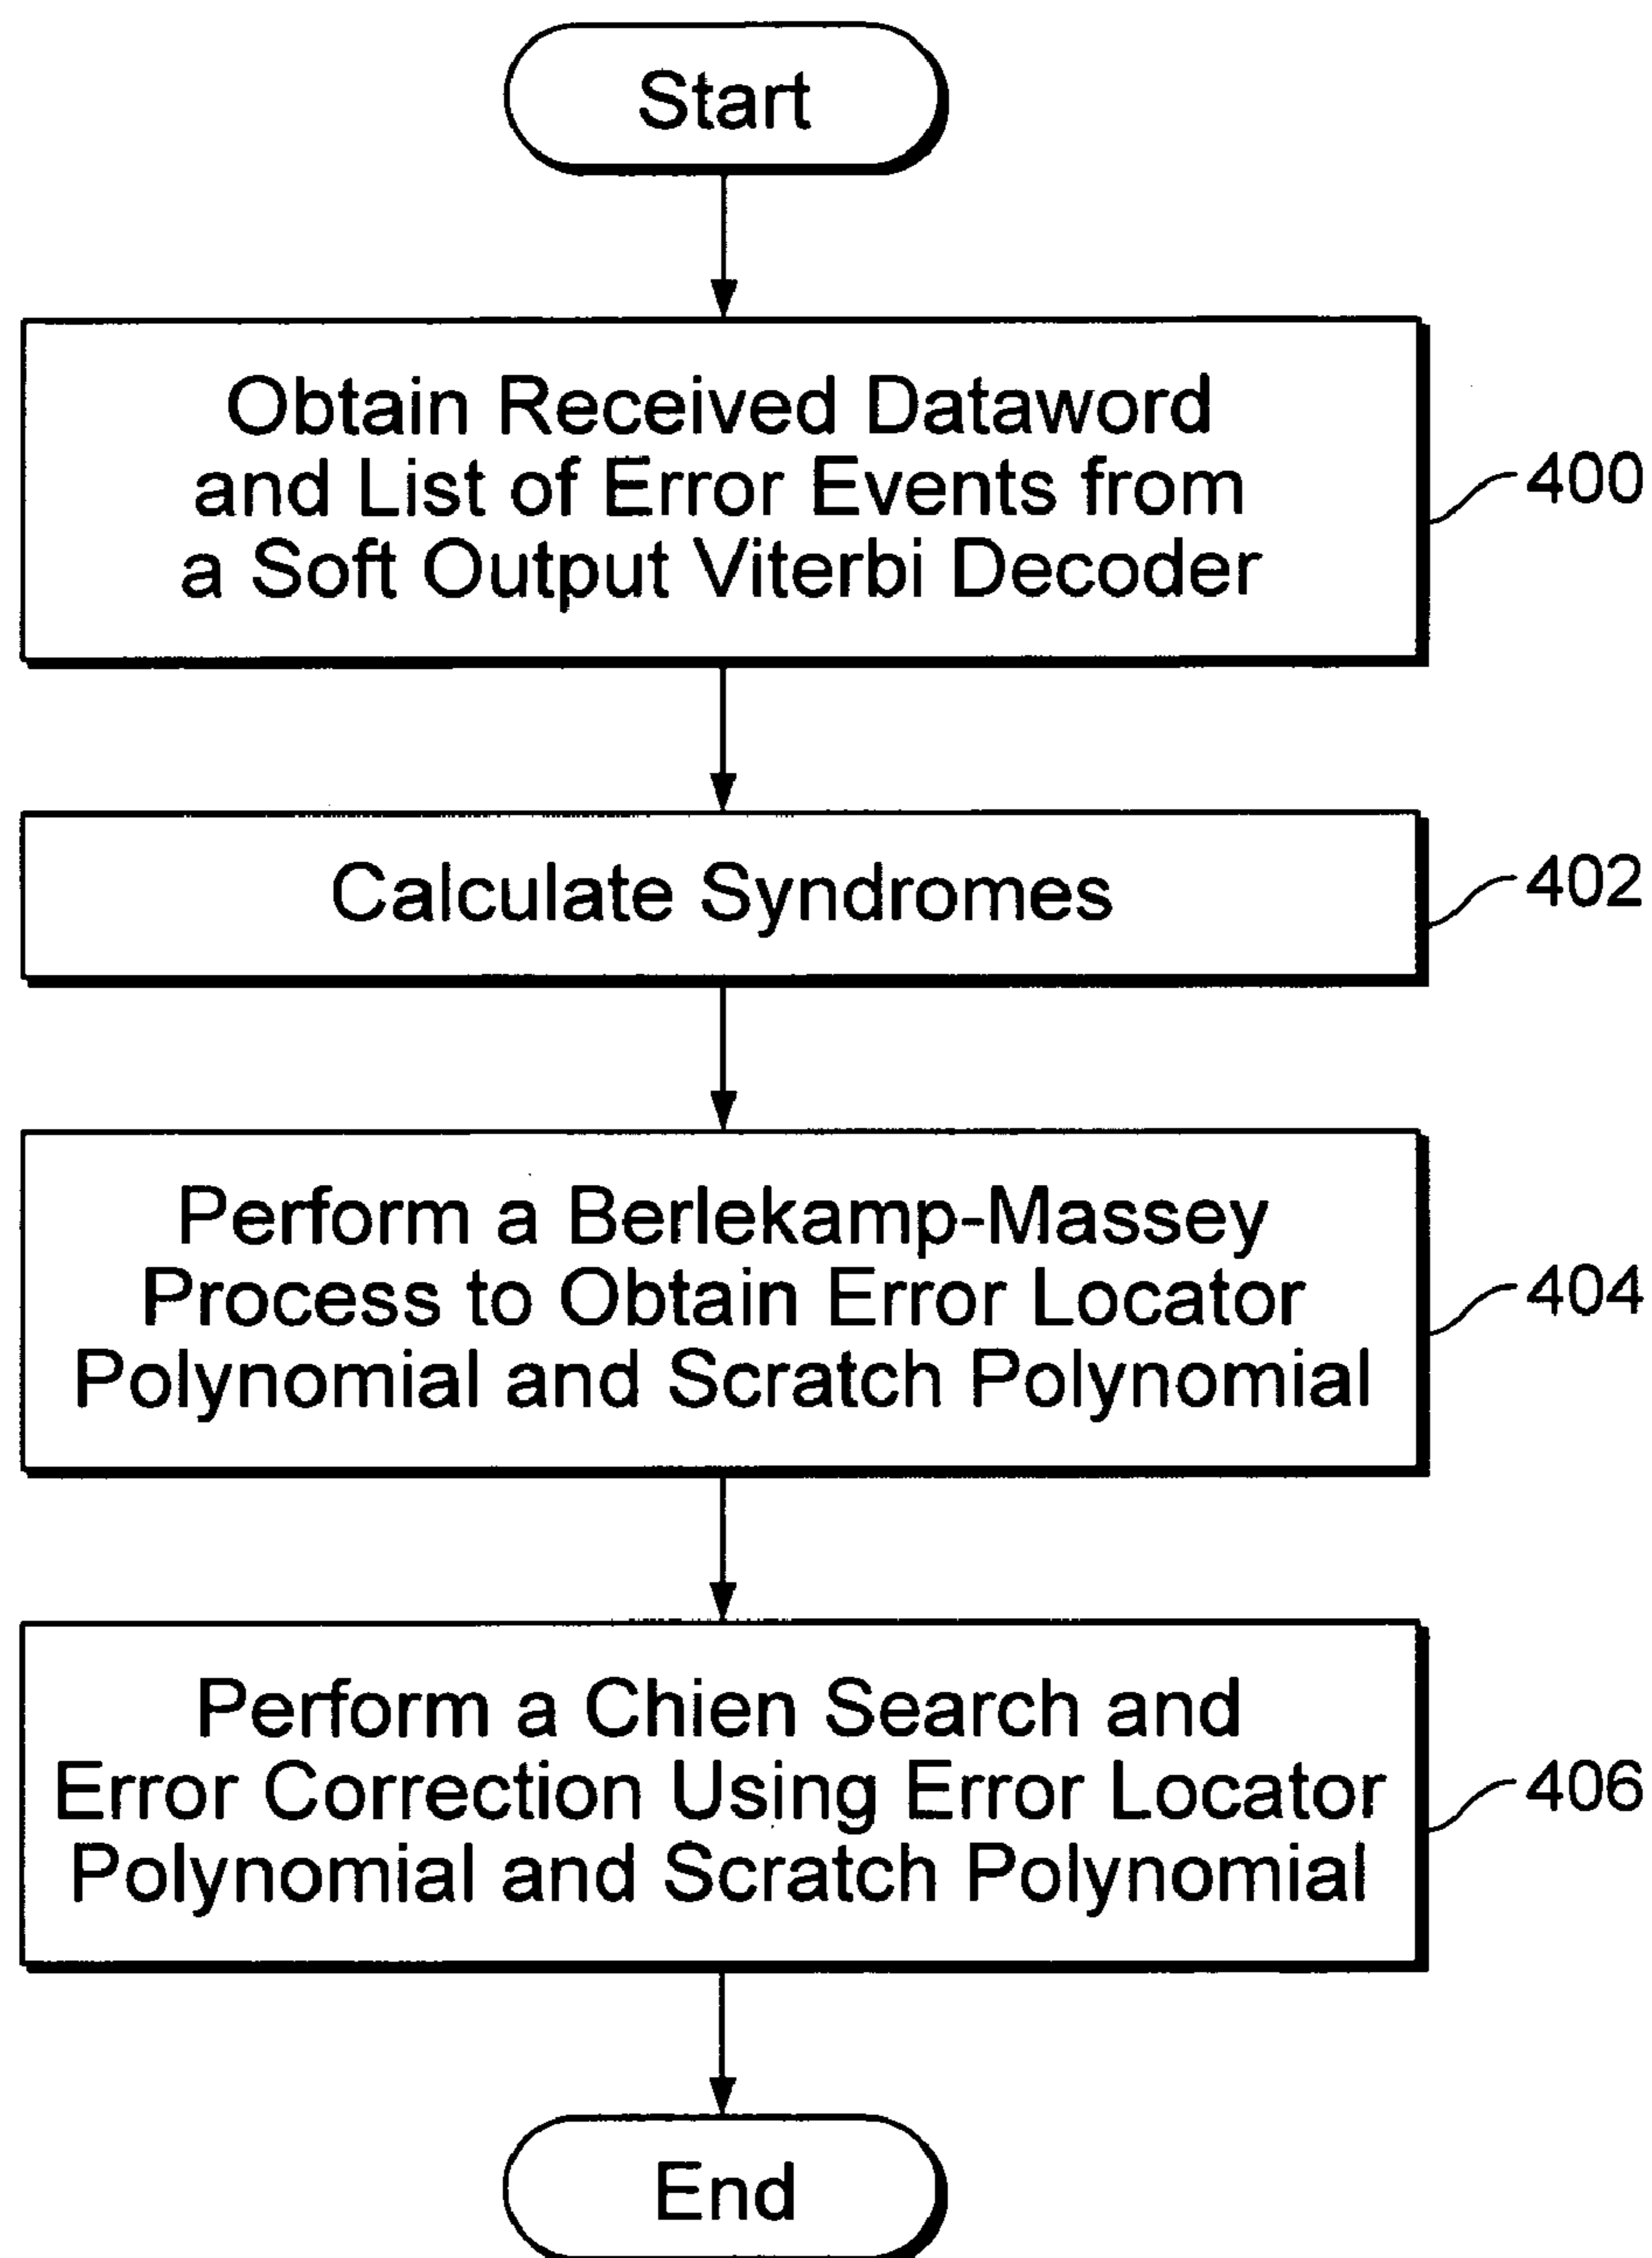 Start
Obtain Received Dataword
and List of Error Events from
a Soft Output Viterbi Decoder
400
Calculate Syndromes
402
Perform a Berlekamp-Massey
Process to Obtain Error Locator
Polynomial and Scratch Polynomial
404
Perform a Chien Search and
Error Correction Using Error Locator
Polynomial and Scratch Polynomial
406
End